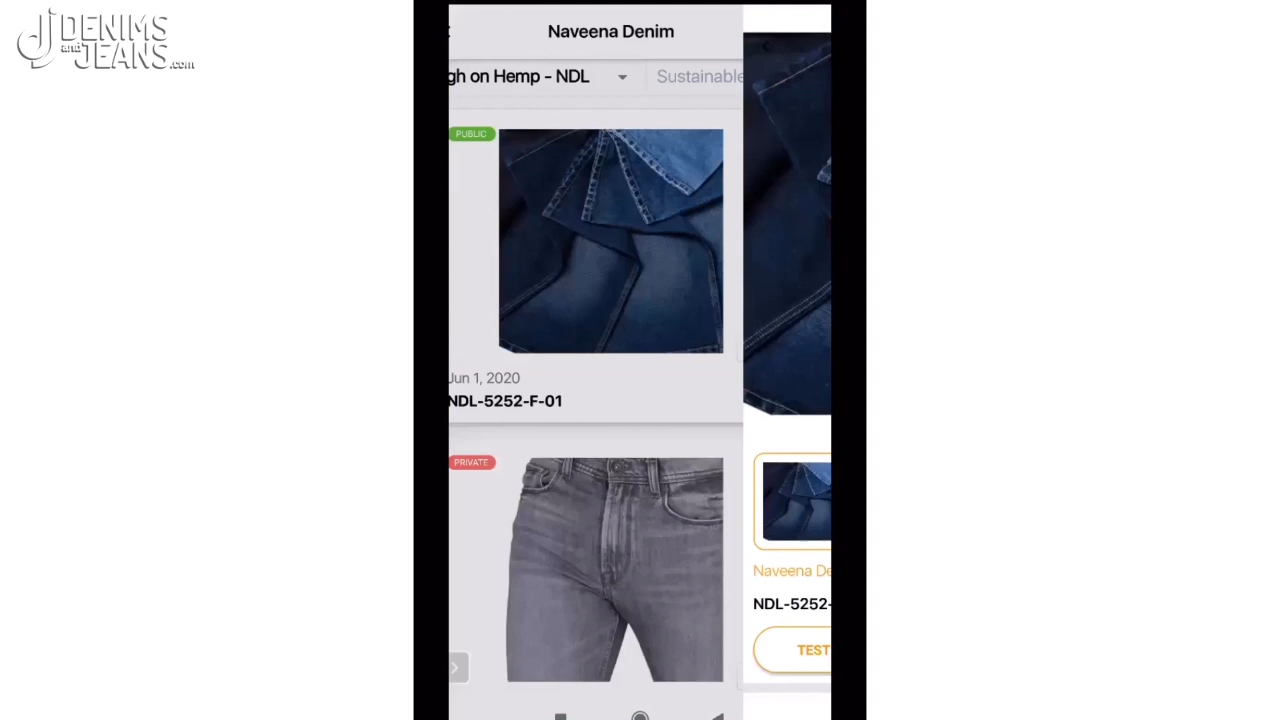 DENIMS
and JEANS.com
Naveena Denim
gh on Hemp - NDL
Sustainable
PUBLIC
Jun 1, 2020
NDL-5252-F-01
PRIVATE
Naveena De
NDL-5252-
TEST